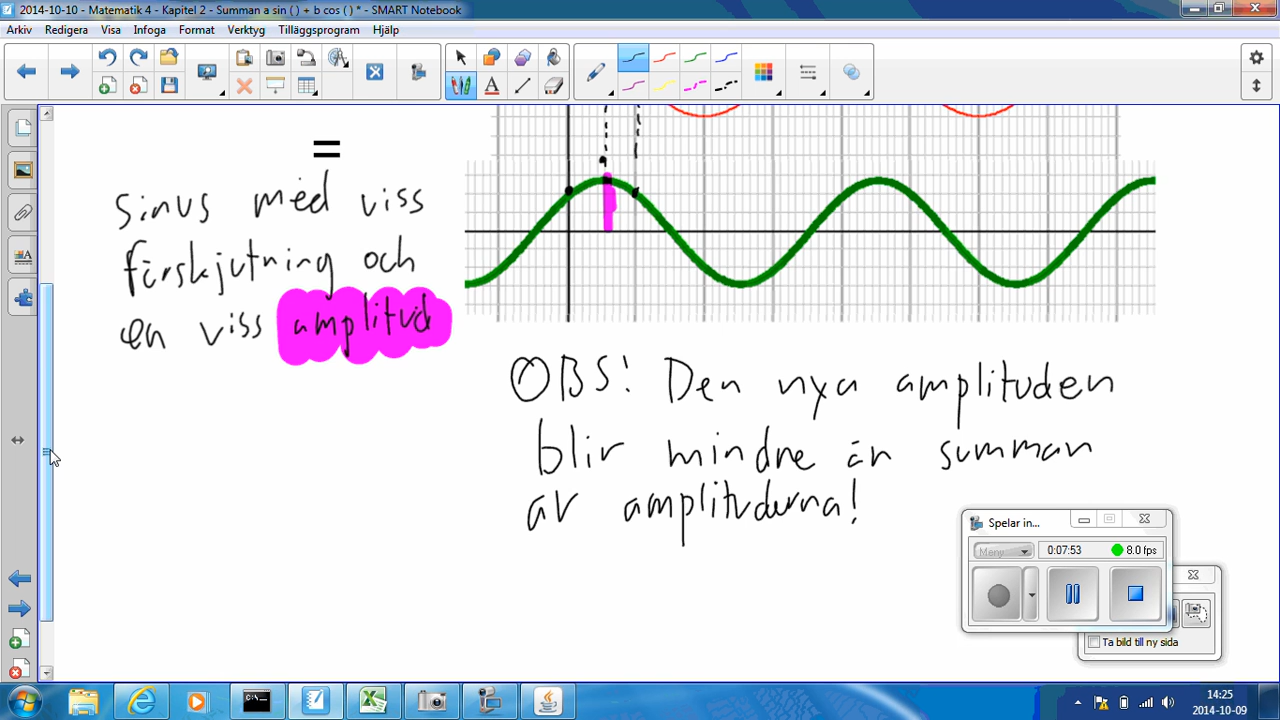 2014-10-10 - Matematik 4 - Kapitel 2 - Summan a sin ( ) + b cos ( ) * - SMART Notebook
Arkiv Redigera Visa Infoga Format Verktyg Tilläggsprogram Hjälp
=
sinus med viss
förskjutning och
en viss amplitud
OBS! Den nya amplituden
blir mindre än summan
av amplituderna!
Spelar in...
Meny
0:07:53
8.0 fps
Ta bild till ny sida
14:25
2014-10-09